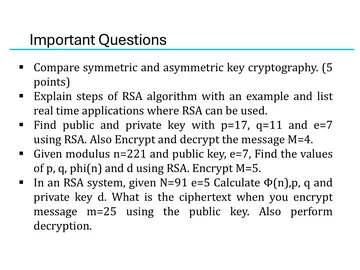 Important Questions
▪ Compare symmetric and asymmetric key cryptography. (5
points)
▪ Explain steps of RSA algorithm with an example and list
real time applications where RSA can be used.
▪ Find public and private key with p=17, q=11 and e=7
using RSA. Also Encrypt and decrypt the message M=4.
▪ Given modulus n=221 and public key, e=7, Find the values
of p, q, phi(n) and d using RSA. Encrypt M=5.
▪ In an RSA system, given N=91 e=5 Calculate Φ(n),p, q and
private key d. What is the ciphertext when you encrypt
message m=25 using the public key. Also perform
decryption.